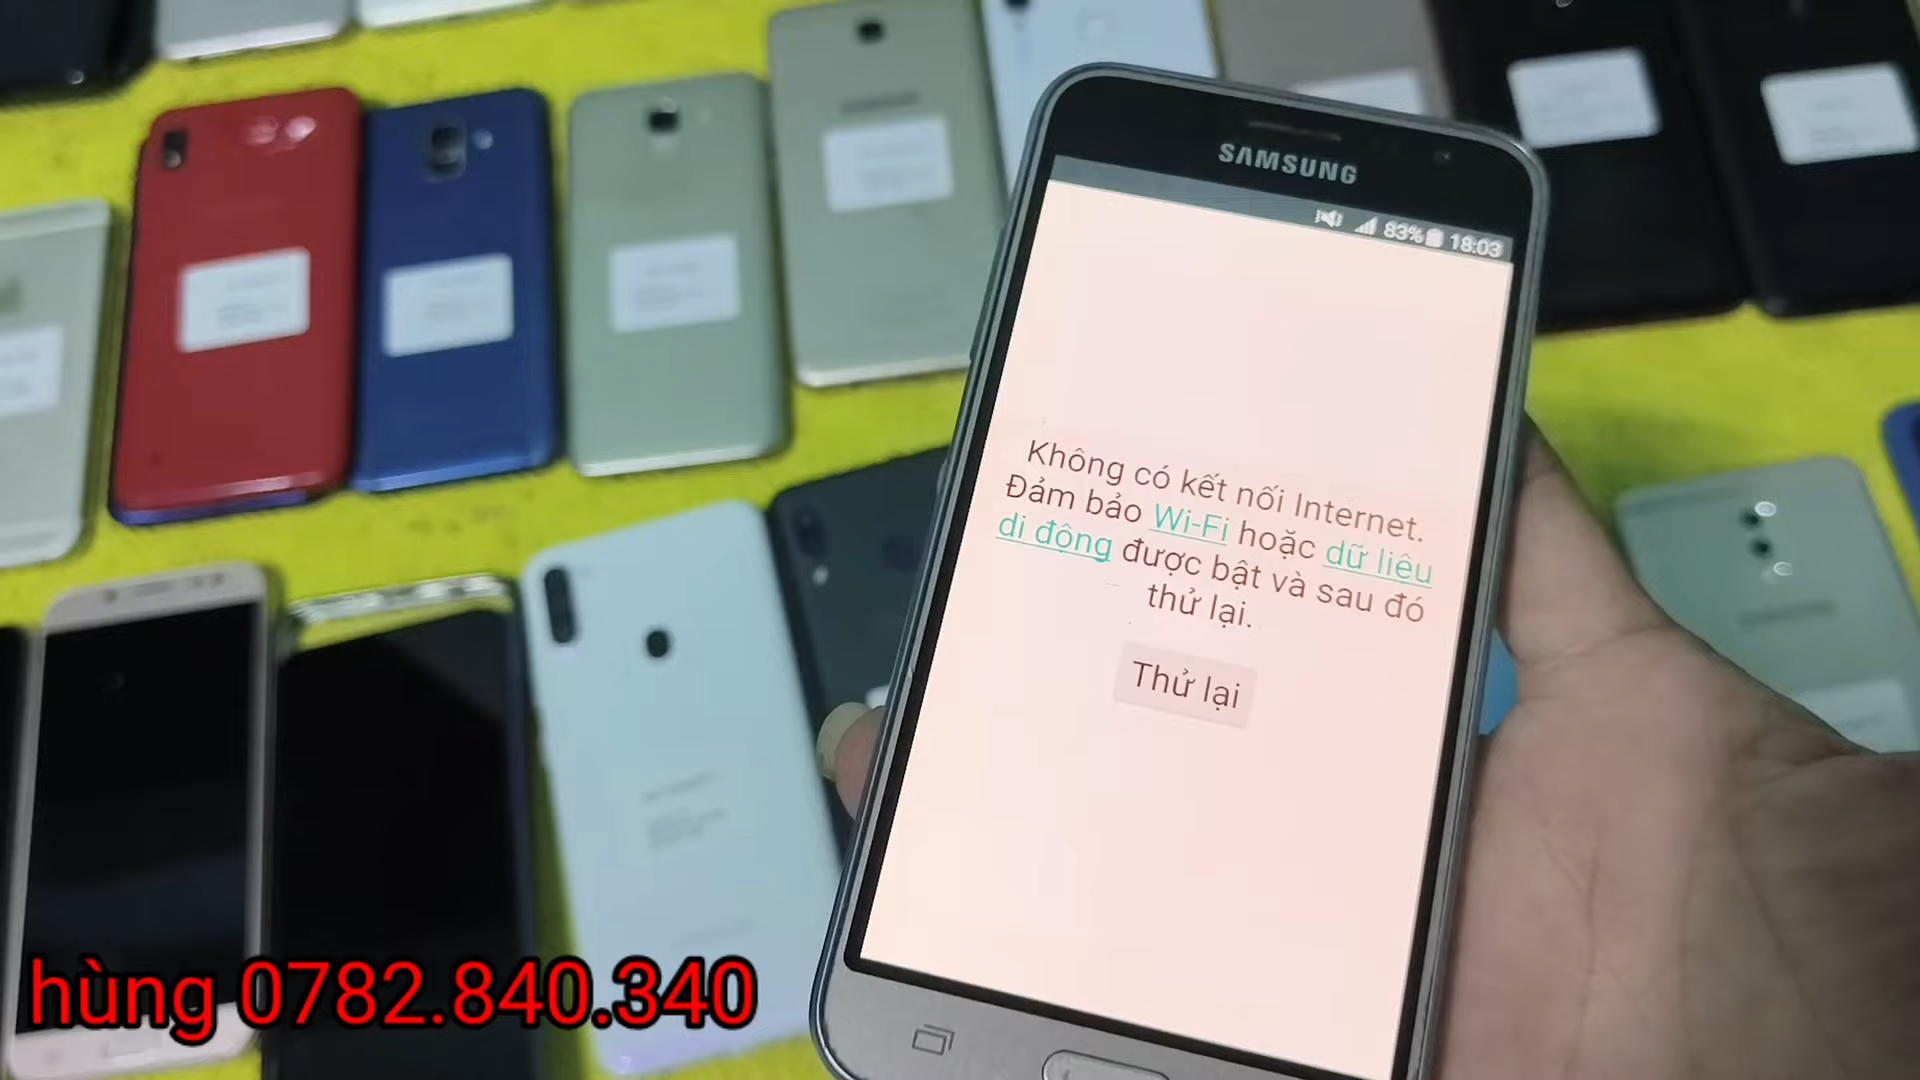 SAMSUNG
83% 18:03
Không có kết nối Internet.
Đảm bảo Wi-Fi hoặc dữ liệu
di động được bật và sau đó
thử lại.
Thử lại
hùng 0782.840.340